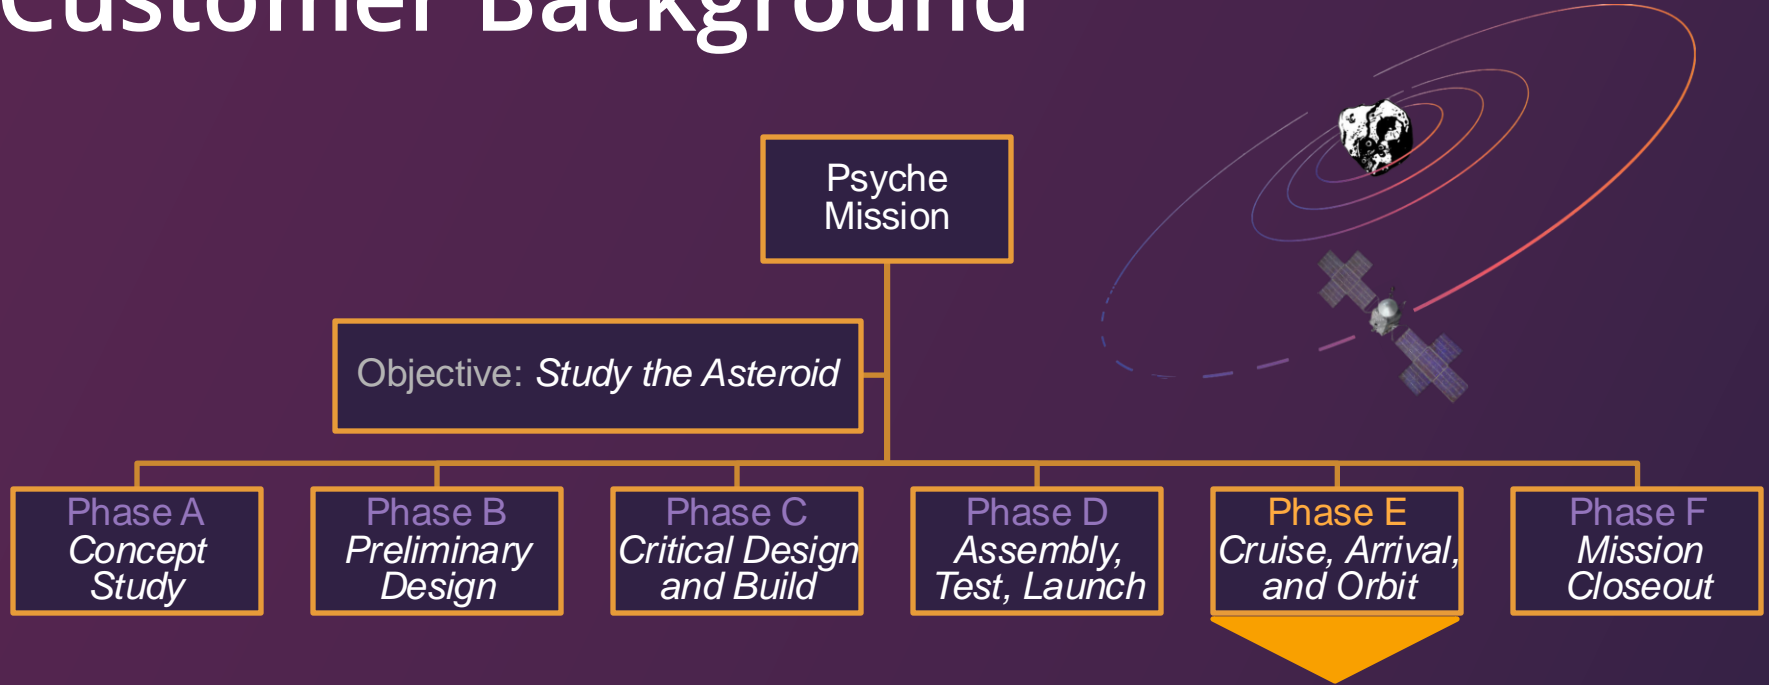 Customer Background
Psyche
Mission
Objective: Study the Asteroid
Phase A
Concept
Study
Phase B
Preliminary
Design
Phase C
Critical Design
and Build
Phase D
Assembly,
Test, Launch
Phase E
Cruise, Arrival,
and Orbit
Phase F
Mission
Closeout